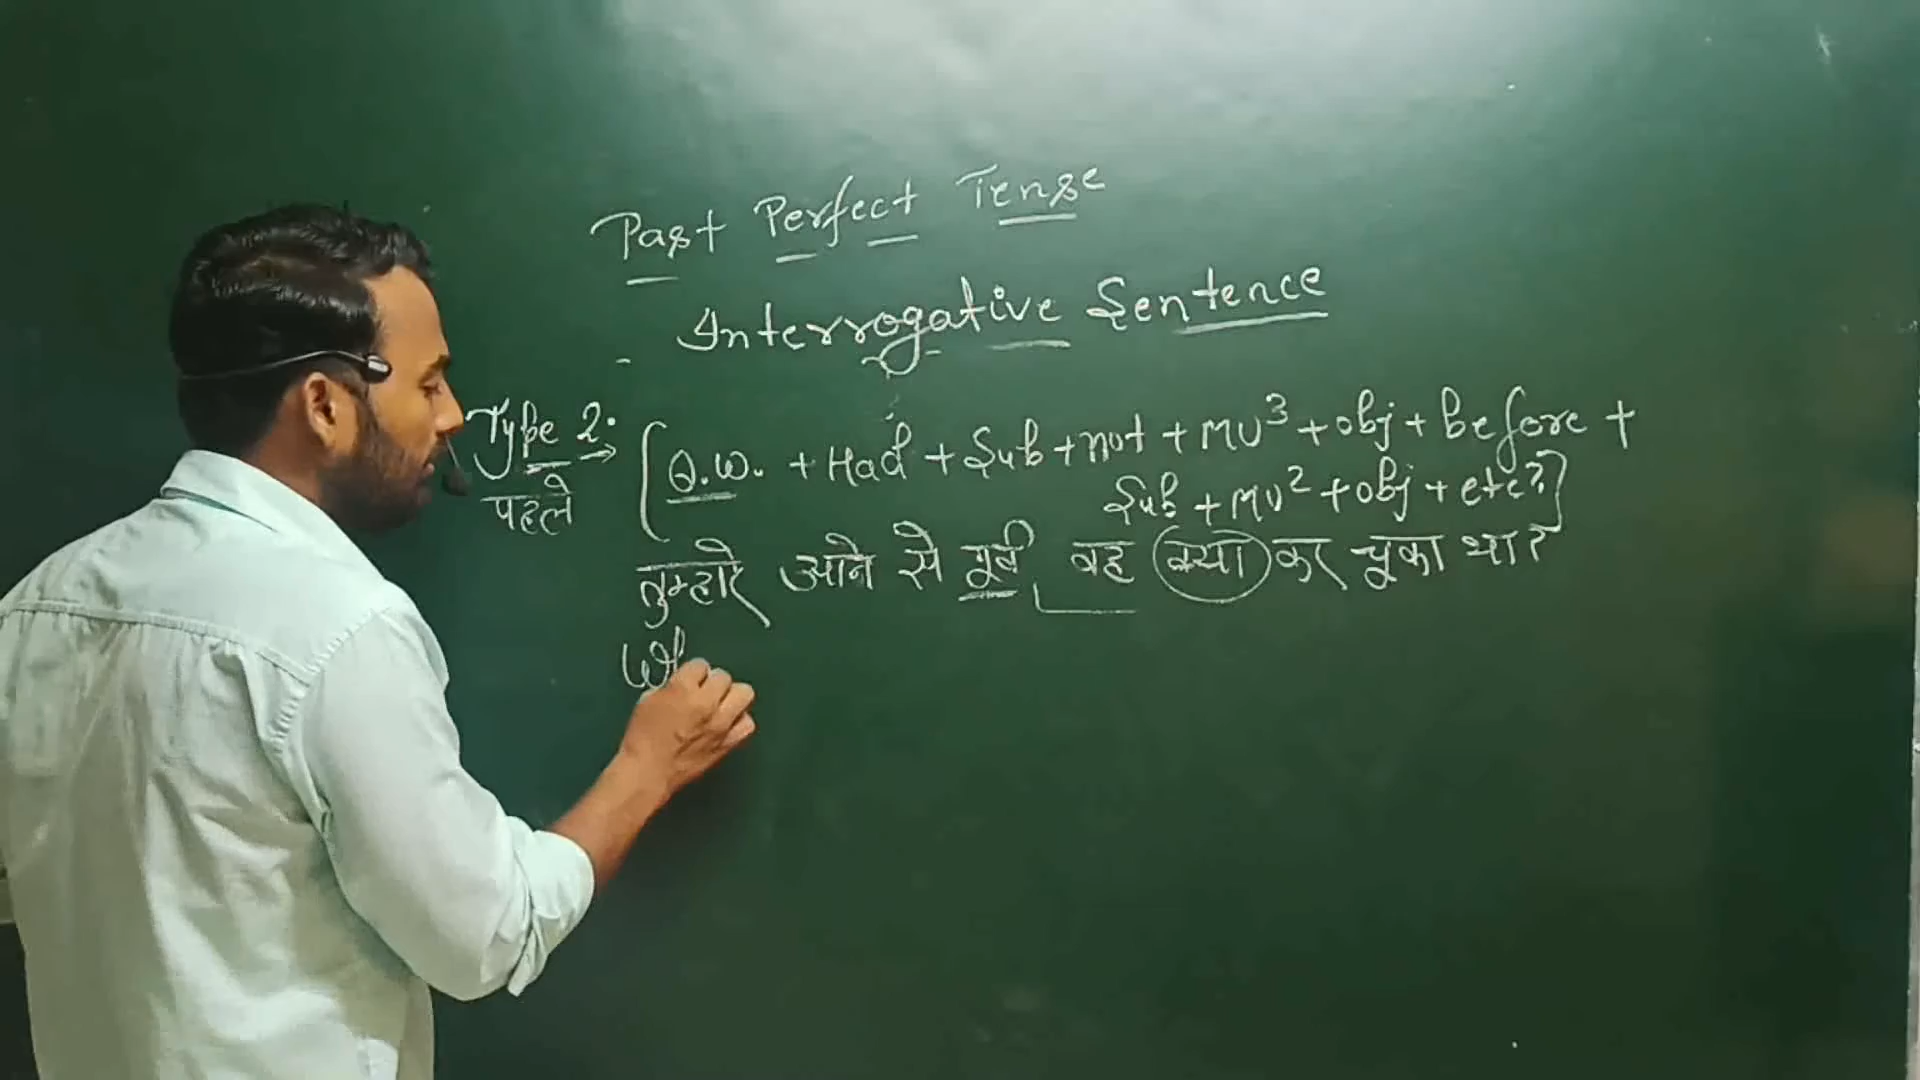 Past Perfect Tense
Interrogative Sentence
Type 2:→ [Q.W. + Had + Sub + not + MV³ + obj + Before +
पहले
Sub + MV² + obj + etc?]
तुम्हारे आने से पूर्व वह क्या कर चूका था?
Wh